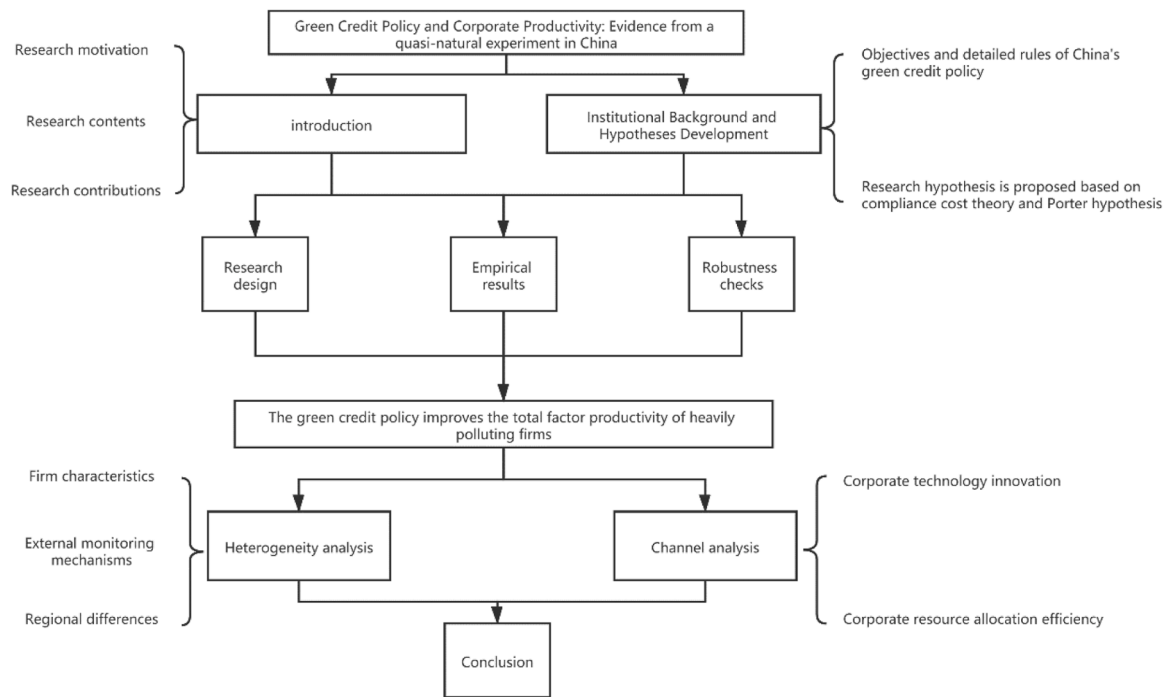 Green Credit Policy and Corporate Productivity: Evidence from a
quasi-natural experiment in China
Research motivation
Objectives and detailed rules of China's
green credit policy
Research contents
introduction
Institutional Background and
Hypotheses Development
Research contributions
Research hypothesis is proposed based on
compliance cost theory and Porter hypothesis
Research
design
Empirical
results
Robustness
checks
The green credit policy improves the total factor productivity of heavily
polluting firms
Firm characteristics
Corporate technology innovation
External monitoring
mechanisms
Heterogeneity analysis
Channel analysis
Regional differences
Corporate resource allocation efficiency
Conclusion